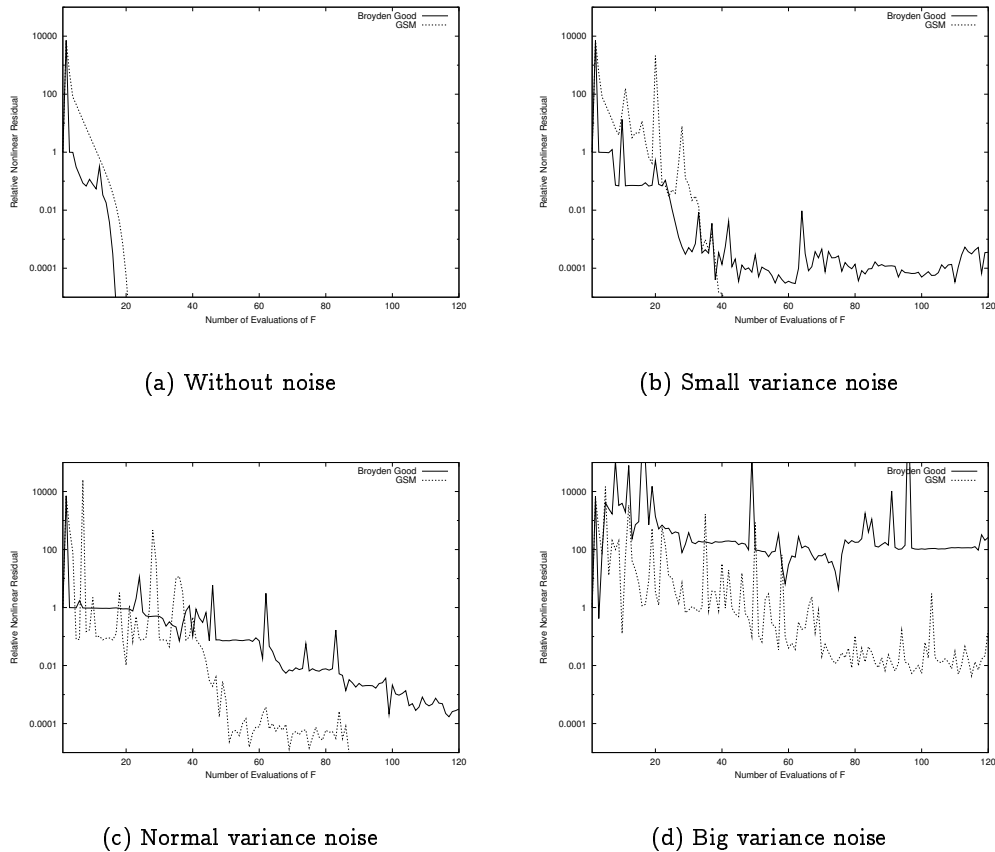 Broyden Good
GSM
10000
100
1
0.01
0.0001
Relative Nonlinear Residual
20 40 60 80 100 120
Number of Evaluations of F
(a) Without noise
Broyden Good
GSM
10000
100
1
0.01
0.0001
Relative Nonlinear Residual
20 40 60 80 100 120
Number of Evaluations of F
(b) Small variance noise
Broyden Good
GSM
10000
100
1
0.01
0.0001
Relative Nonlinear Residual
20 40 60 80 100 120
Number of Evaluations of F
(c) Normal variance noise
Broyden Good
GSM
10000
100
1
0.01
0.0001
Relative Nonlinear Residual
20 40 60 80 100 120
Number of Evaluations of F
(d) Big variance noise